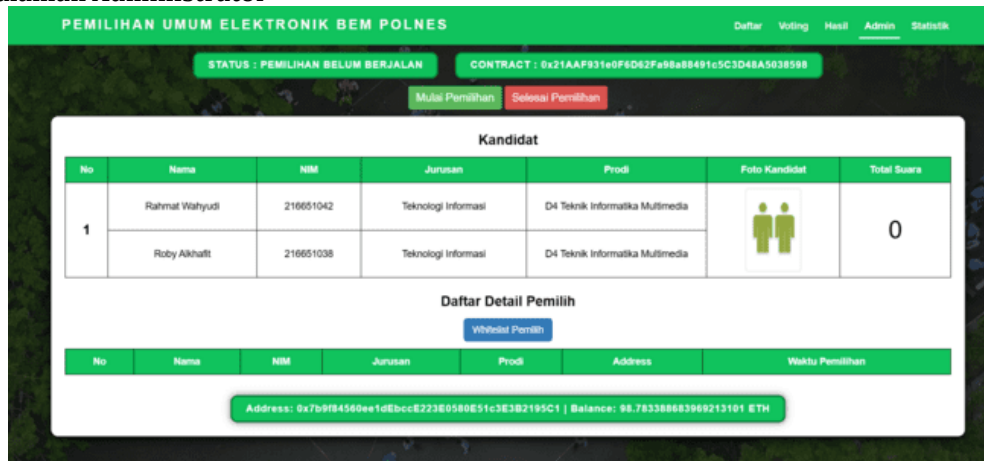 PEMILIHAN UMUM ELEKTRONIK BEM POLNES Daftar Voting Hasil Admin Statistik
STATUS : PEMILIHAN BELUM BERJALAN CONTRACT : 0x21AAF931e0F6D62Fa98a88491c5C3D48A5038598
Mulai Pemilihan Selesai Pemilihan
Kandidat
No Nama NIM Jurusan Prodi Foto Kandidat Total Suara
1 Rahmat Wahyudi 216651042 Teknologi Informasi D4 Teknik Informatika Multimedia 0
Roby Alkhafit 216651038 Teknologi Informasi D4 Teknik Informatika Multimedia
Daftar Detail Pemilih
Whitelist Pemilih
No Nama NIM Jurusan Prodi Address Waktu Pemilihan
Address: 0x7b9f84560ee1dEbccE223E0580E51c3E3B2195C1 | Balance: 98.783388683969213101 ETH